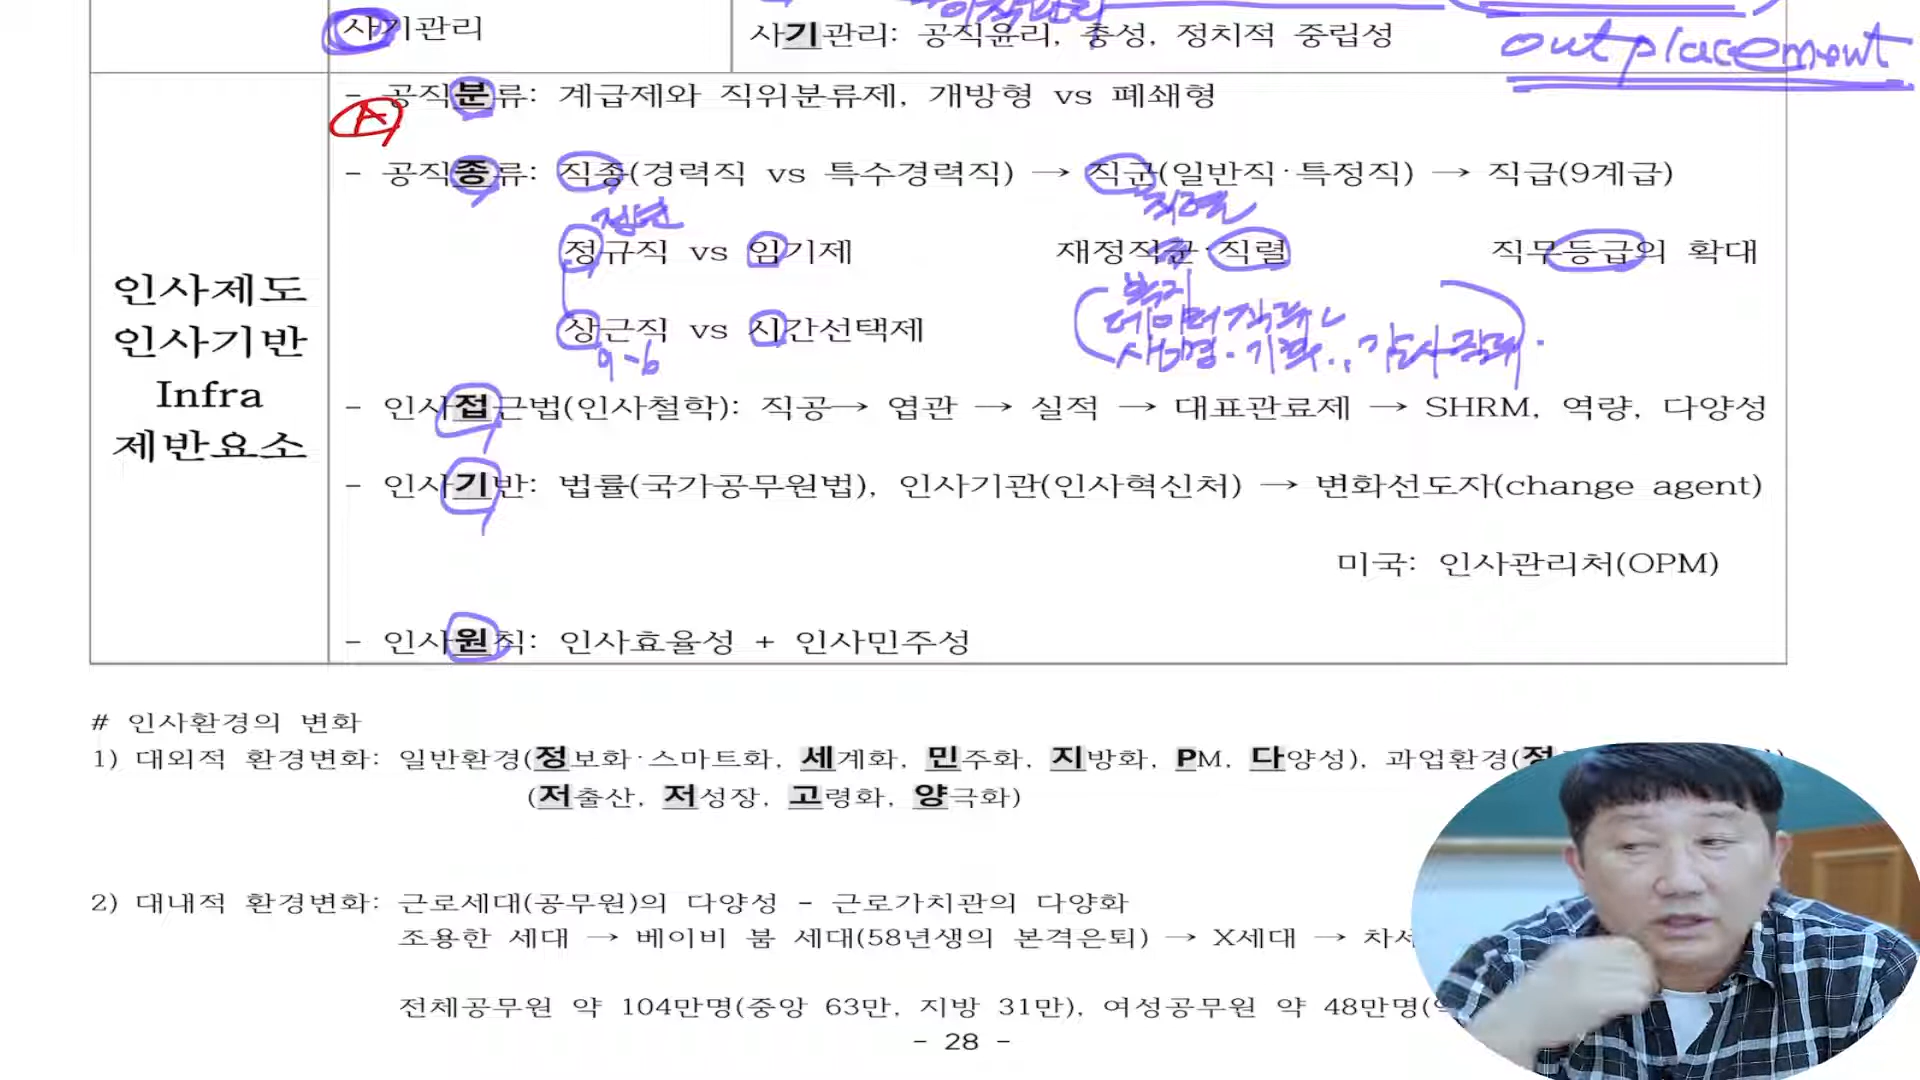 사기관리
사기관리: 공직윤리, 충성, 정치적 중립성
outplacement
- 공직분류: 계급제와 직위분류제, 개방형 vs 폐쇄형
A
- 공직종류: 직종(경력직 vs 특수경력직) → 직군(일반직·특정직) → 직급(9계급)
정년
직렬
정규직 vs 임기제
재정직군·직렬
직무등급의 확대
상근직 vs 시간선택제
데이터직류
9-6
인사제도
인사기반
Infra
제반요소
- 인사접근법(인사철학): 직공→ 엽관 → 실적 → 대표관료제 → SHRM, 역량, 다양성
- 인사기반: 법률(국가공무원법), 인사기관(인사혁신처) → 변화선도자(change agent)
미국: 인사관리처(OPM)
- 인사원칙: 인사효율성 + 인사민주성
# 인사환경의 변화
1) 대외적 환경변화: 일반환경(정보화·스마트화, 세계화, 민주화, 지방화, PM, 다양성), 과업환경(정
(저출산, 저성장, 고령화, 양극화)
2) 대내적 환경변화: 근로세대(공무원)의 다양성 - 근로가치관의 다양화
조용한 세대 → 베이비 붐 세대(58년생의 본격은퇴) → X세대 → 차세
전체공무원 약 104만명(중앙 63만, 지방 31만), 여성공무원 약 48만명(
- 28 -